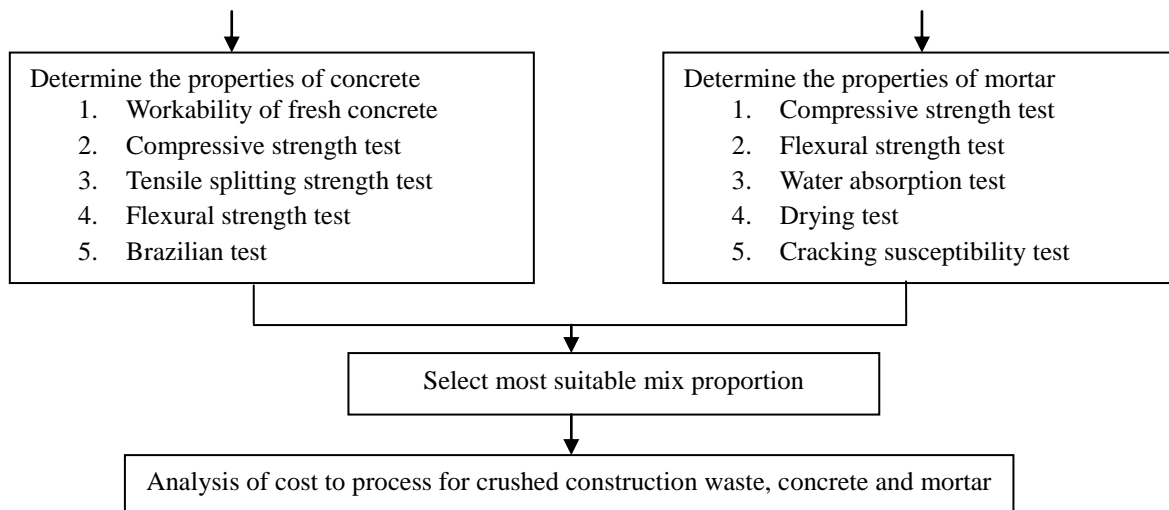 Determine the properties of concrete
1. Workability of fresh concrete
2. Compressive strength test
3. Tensile splitting strength test
4. Flexural strength test
5. Brazilian test
Determine the properties of mortar
1. Compressive strength test
2. Flexural strength test
3. Water absorption test
4. Drying test
5. Cracking susceptibility test
Select most suitable mix proportion
Analysis of cost to process for crushed construction waste, concrete and mortar